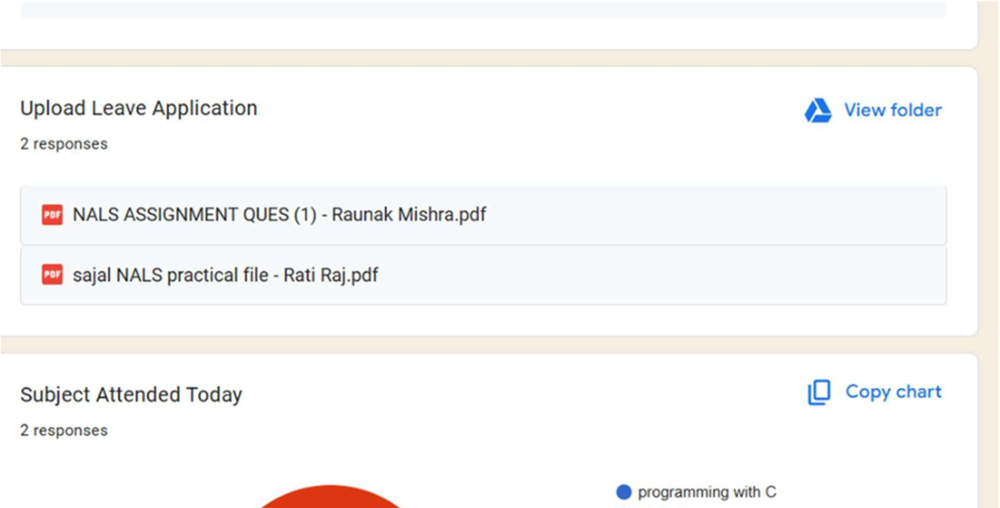 Upload Leave Application
View folder
2 responses
PDF NALS ASSIGNMENT QUES (1) - Raunak Mishra.pdf
PDF sajal NALS practical file - Rati Raj.pdf
Subject Attended Today
Copy chart
2 responses
programming with C